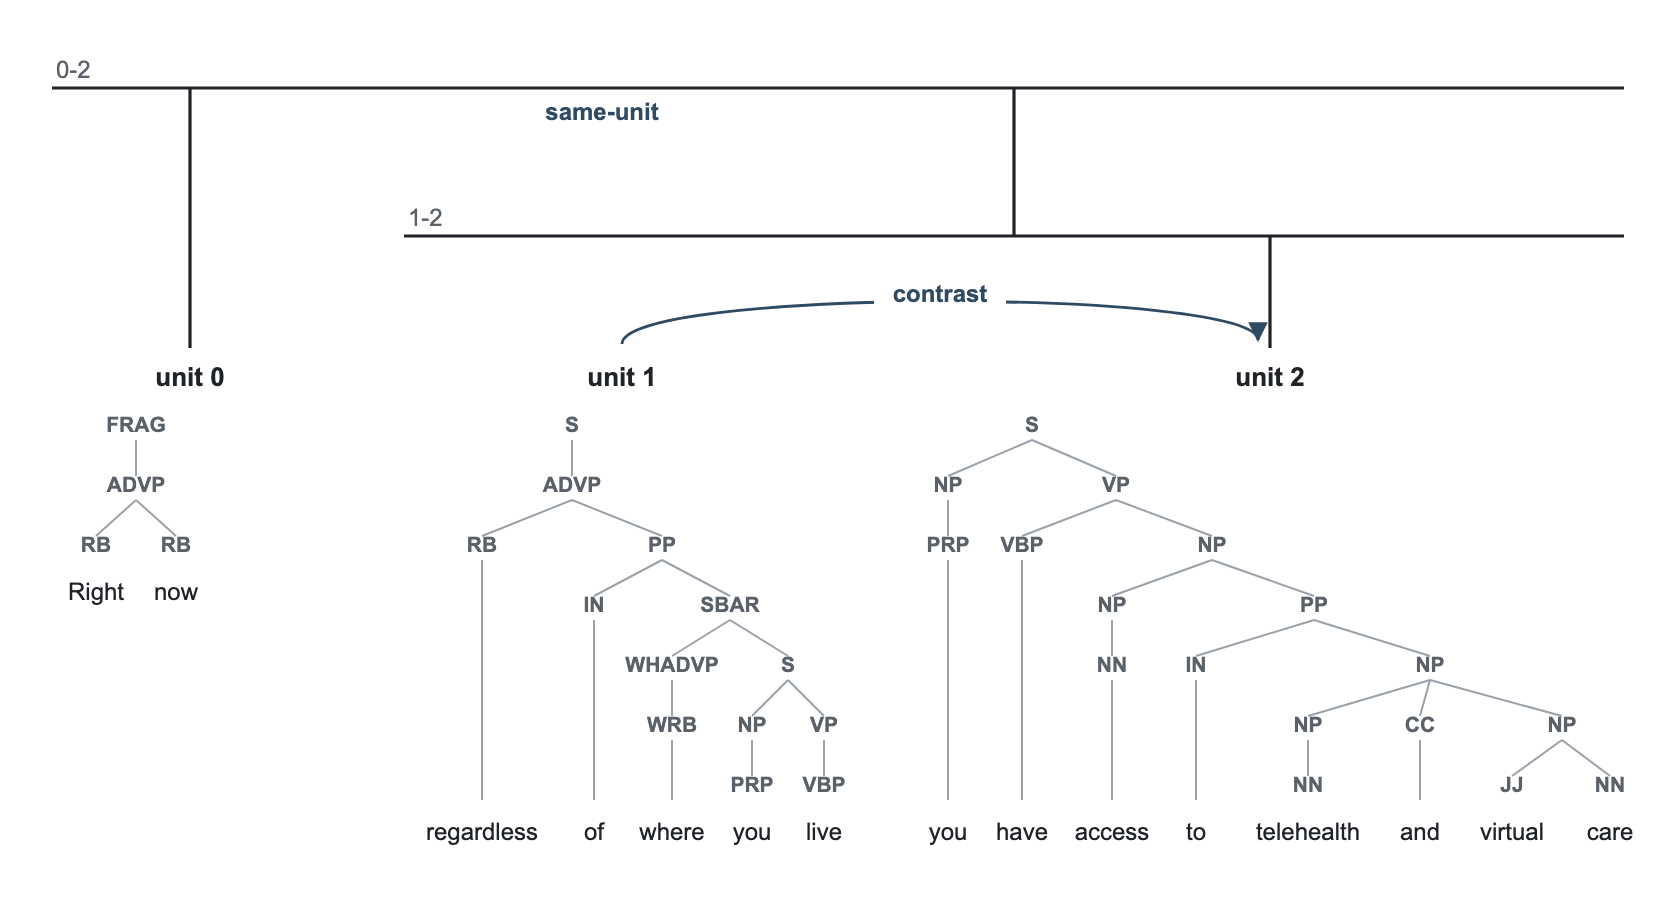 0-2
same-unit
1-2
contrast
unit 0 unit 1 unit 2
FRAG S S
ADVP ADVP NP VP
RB RB RB PP PRP VBP NP
Right now IN SBAR NP PP
WHADVP S NN IN NP
WRB NP VP NP CC NP
PRP VBP NN JJ NN
regardless of where you live you have access to telehealth and virtual care